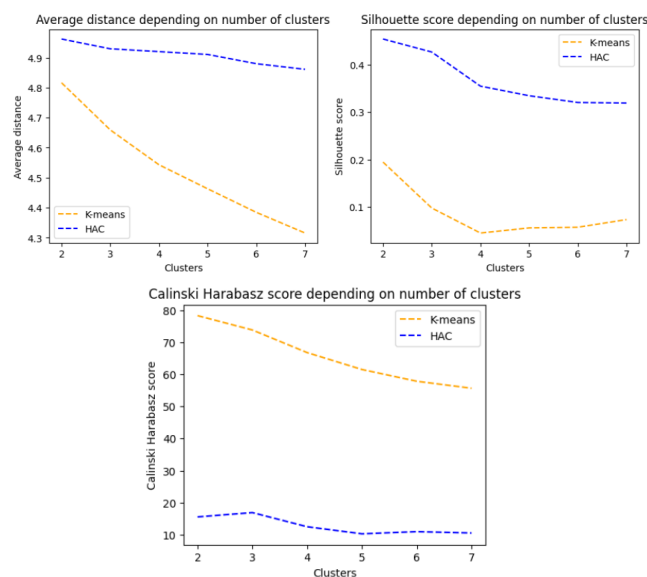 Average distance depending on number of clusters
Average distance
4.9
4.8
4.7
4.6
4.5
4.4
4.3
K-means
HAC
2 3 4 5 6 7
Clusters
Silhouette score depending on number of clusters
Silhouette score
0.4
0.3
0.2
0.1
K-means
HAC
2 3 4 5 6 7
Clusters
Calinski Harabasz score depending on number of clusters
Calinski Harabasz score
80
70
60
50
40
30
20
10
K-means
HAC
2 3 4 5 6 7
Clusters